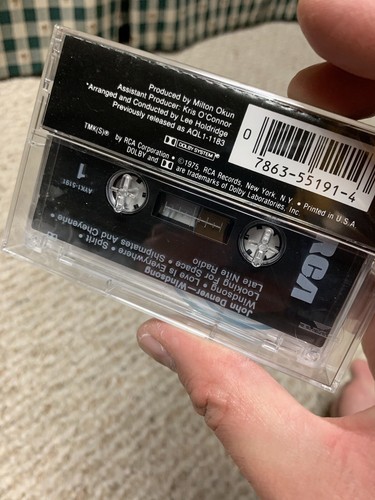 Produced by Milton Okun
Assistant Producer: Kris O'Connor
*Arranged and Conducted by Lee Holdridge
Previously released as AQL1-1183
DOLBY SYSTEM®
TMK(S)® by RCA Corporation • ©1975, RCA Records, New York, N.Y. • Printed in U.S.A.
DOLBY and are trademarks of Dolby Laboratories, Inc.
0 7863-55191-4
RCA
John Denver—Windsong
Windsong • Love is Everywhere • Spirit •
Looking For Space • Shipmates And Cheyenne •
Late Nite Radio
1